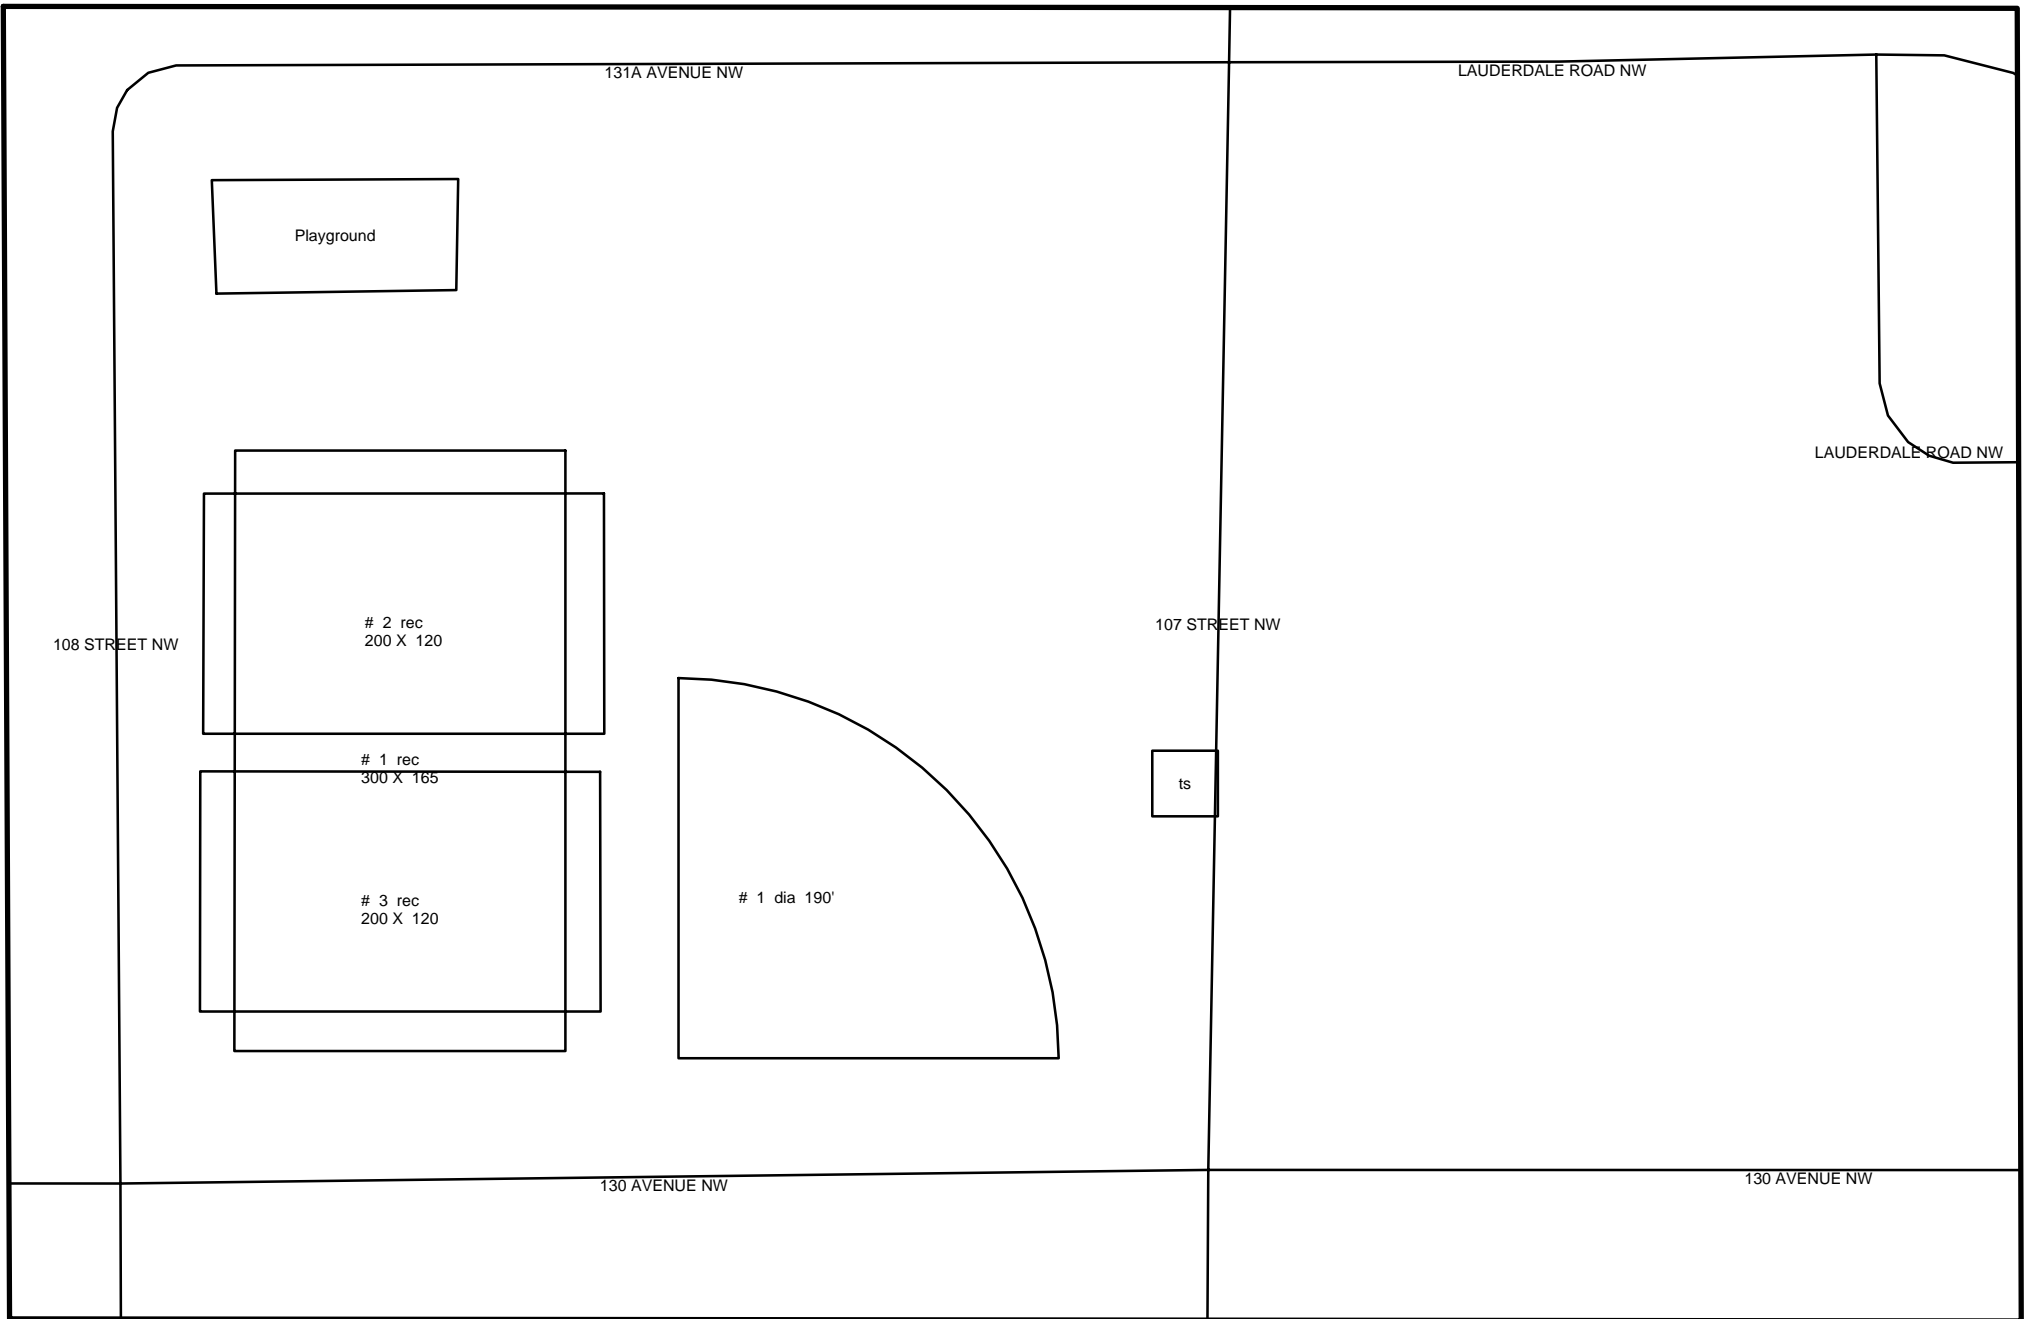 131A AVENUE NW
LAUDERDALE ROAD NW
Playground
LAUDERDALE ROAD NW
# 2 rec
200 X 120
108 STREET NW
107 STREET NW
# 1 rec
300 X 165
ts
# 3 rec
200 X 120
# 1 dia 190'
130 AVENUE NW
130 AVENUE NW